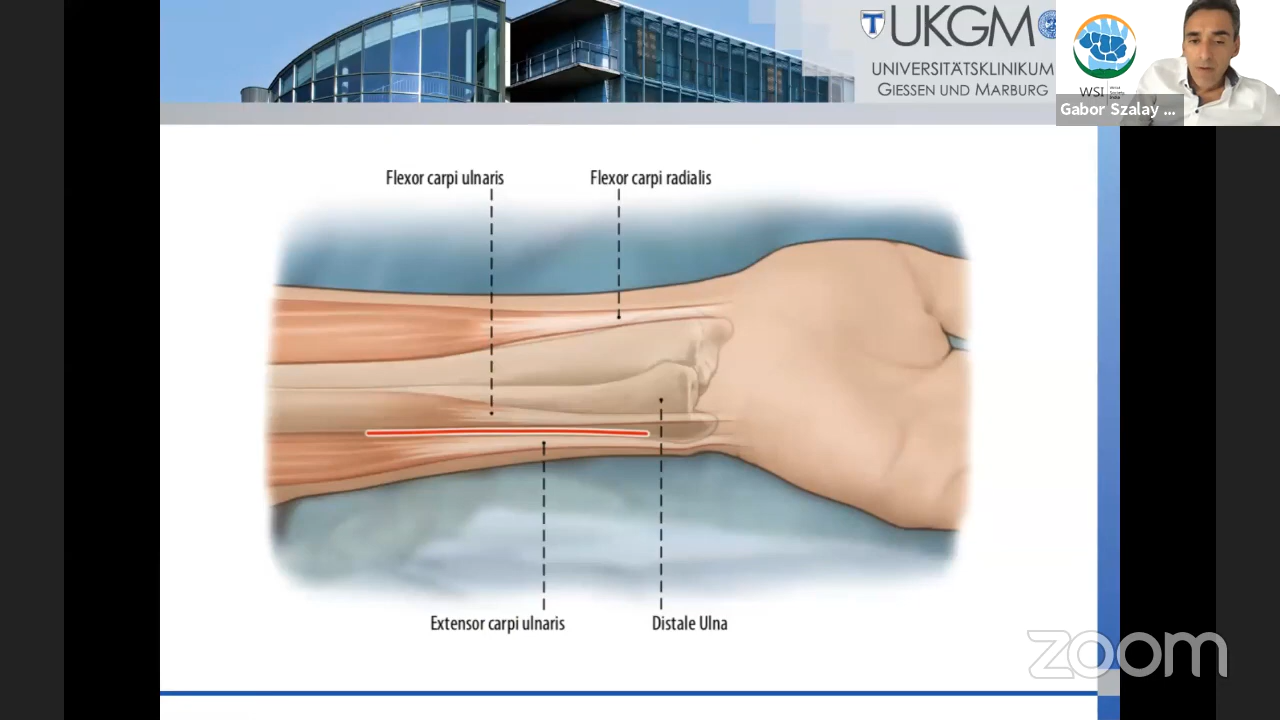 UKGM
UNIVERSITÄTSKLINIKUM
GIESSEN UND MARBURG
WSI
Gabor Szalay ...
Flexor carpi ulnaris
Flexor carpi radialis
Extensor carpi ulnaris
Distale Ulna
zoom